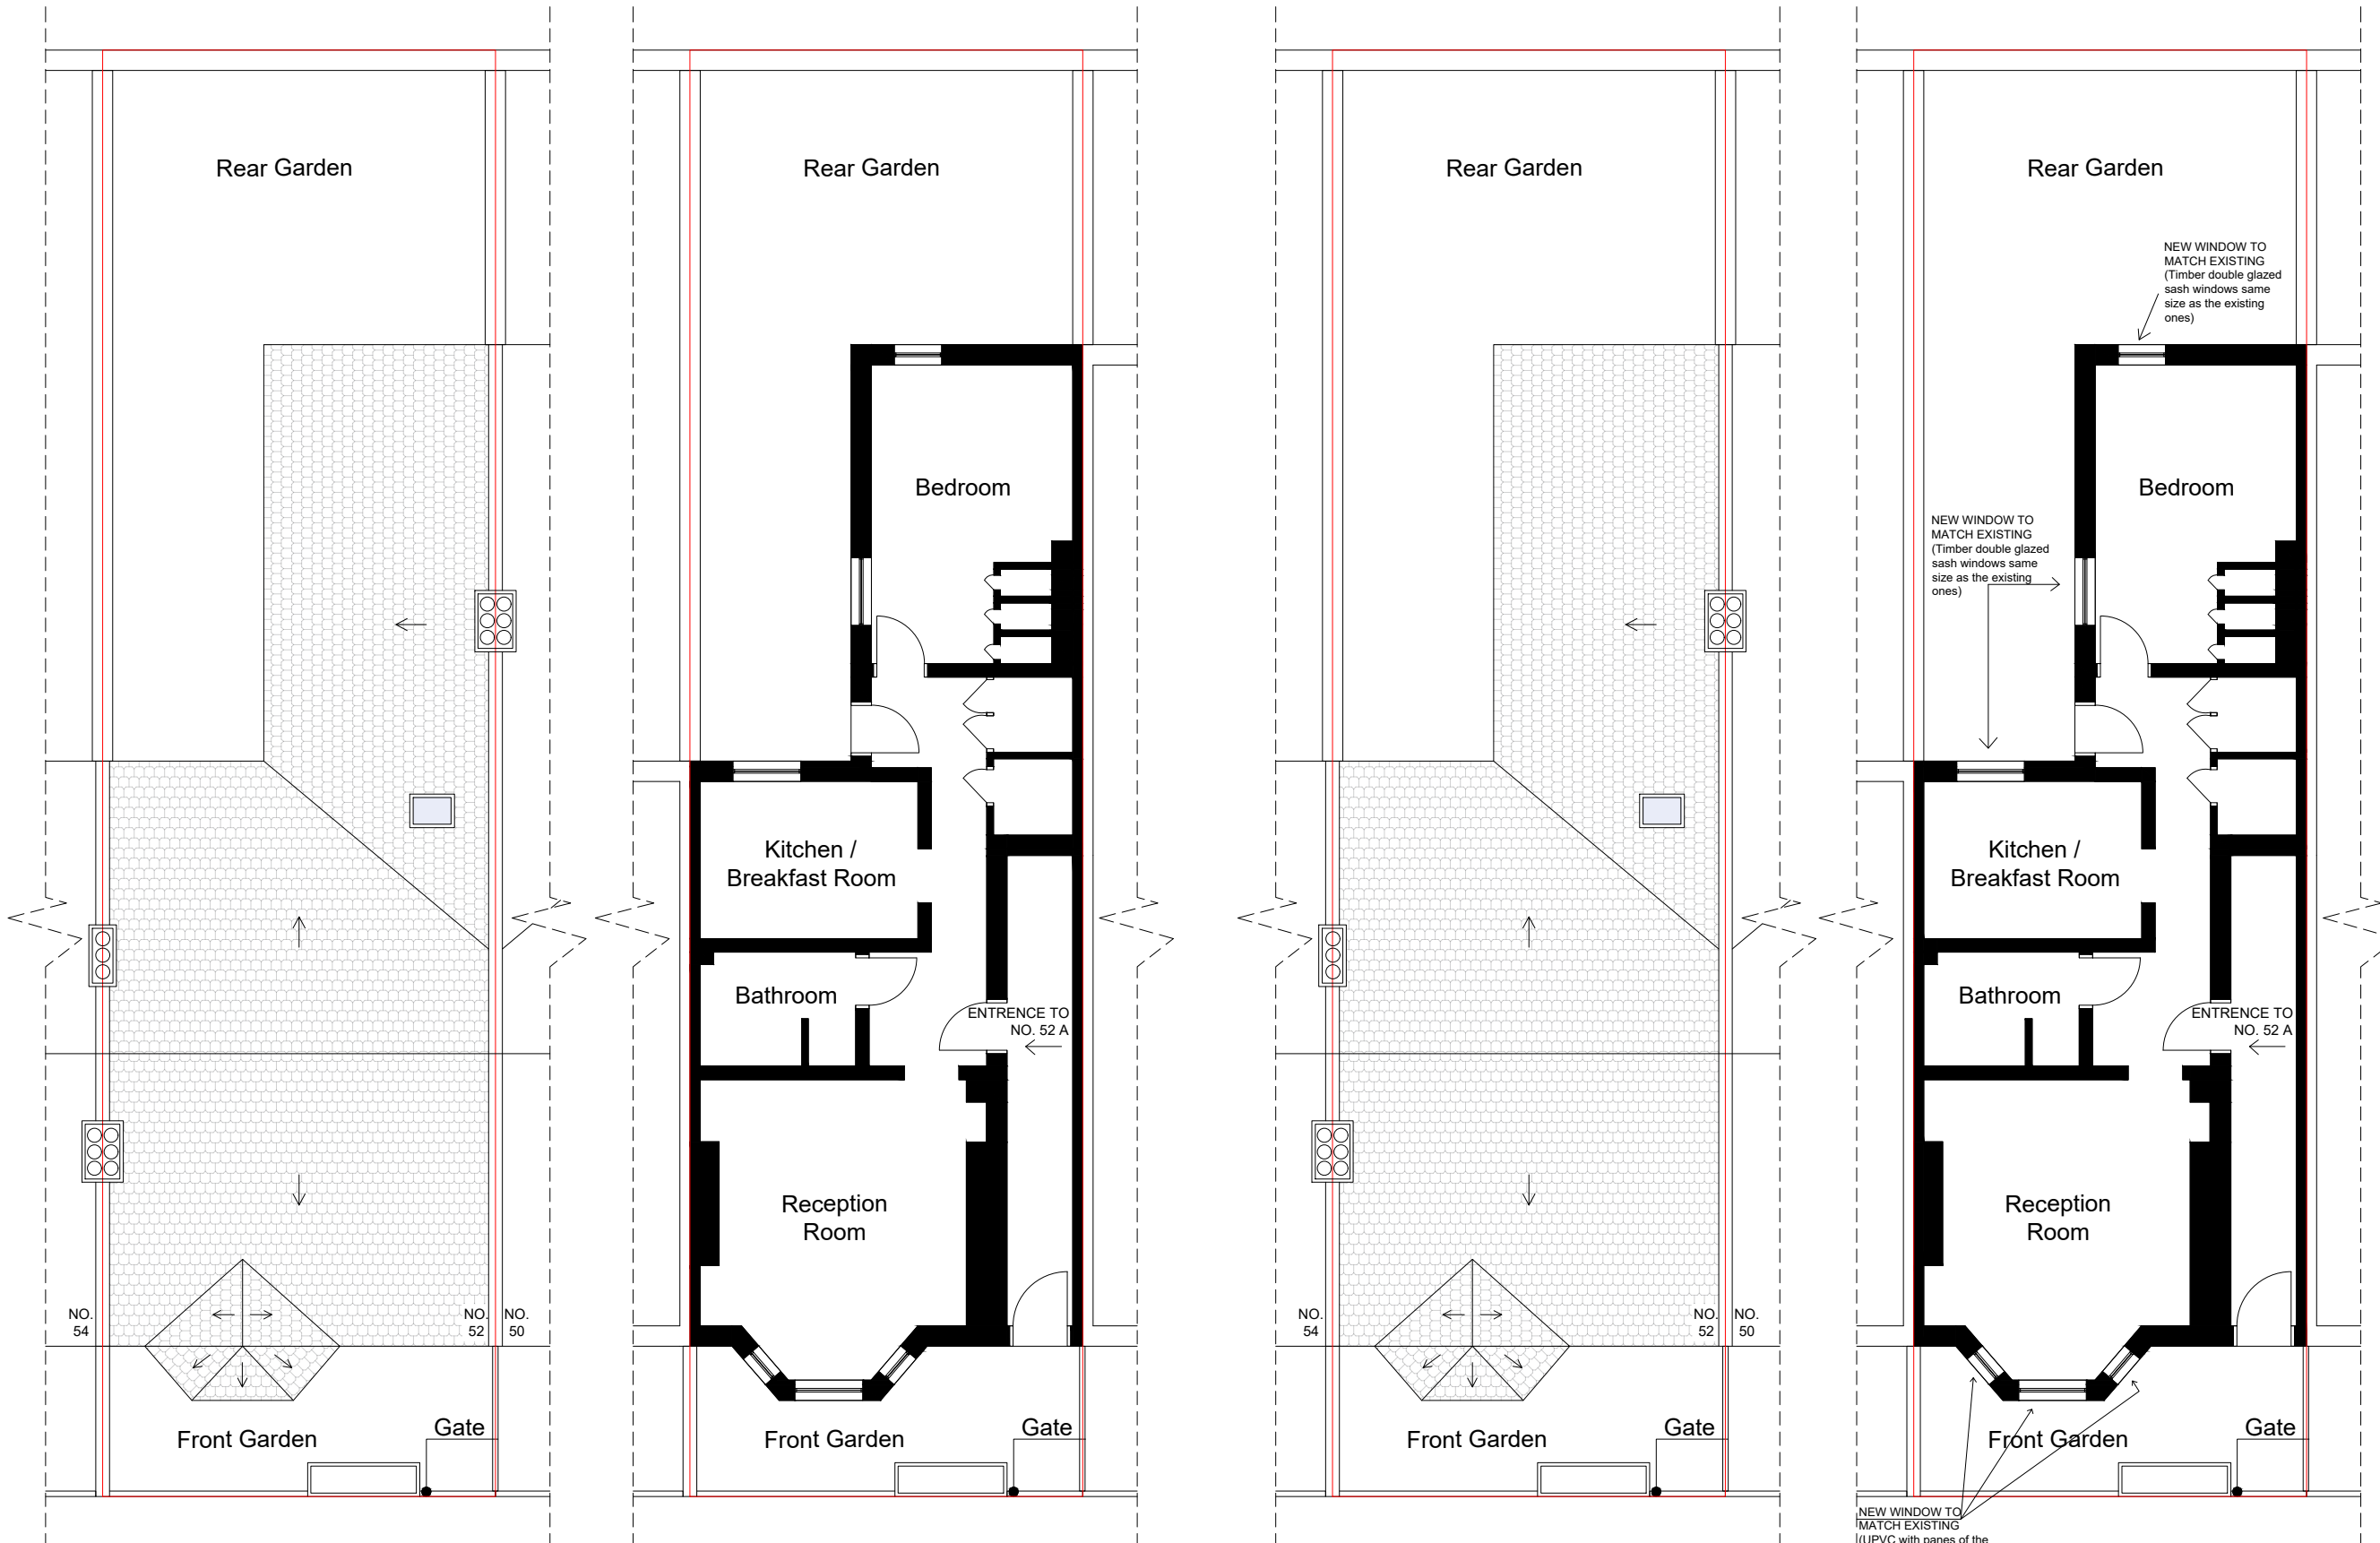 Rear Garden
NO.
54
NO.
52
NO.
50
Gate
Front Garden
Rear Garden
Bedroom
Kitchen /
Breakfast Room
Bathroom
ENTRENCE TO
NO. 52 A
Reception
Room
Gate
Front Garden
Rear Garden
NO.
54
NO.
52
NO.
50
Gate
Front Garden
Rear Garden
NEW WINDOW TO
MATCH EXISTING
(Timber double glazed
sash windows same
size as the existing
ones)
Bedroom
NEW WINDOW TO
MATCH EXISTING
(Timber double glazed
sash windows same
size as the existing
ones)
Kitchen /
Breakfast Room
Bathroom
ENTRENCE TO
NO. 52 A
Reception
Room
Gate
Front Garden
NEW WINDOW TO
MATCH EXISTING
(UPVC with panes of the